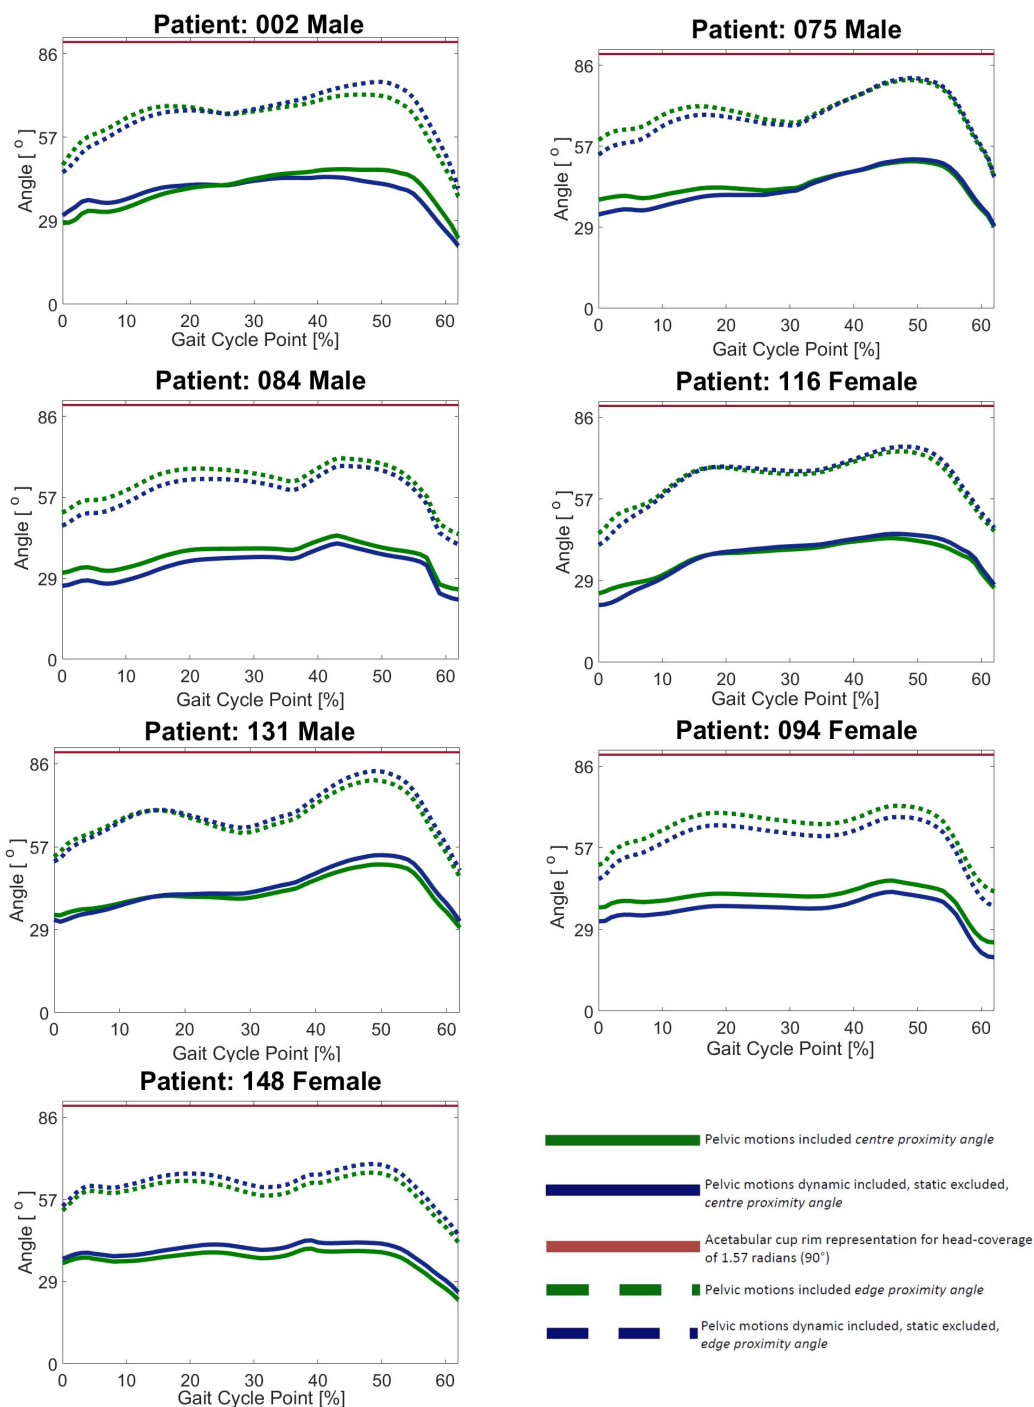 Patient: 002 Male
86
57
29
0
Angle [ o ]
0 10 20 30 40 50 60
Gait Cycle Point [%]
Patient: 075 Male
86
57
29
0
Angle [ o ]
0 10 20 30 40 50 60
Gait Cycle Point [%]
Patient: 084 Male
86
57
29
0
Angle [ o ]
0 10 20 30 40 50 60
Gait Cycle Point [%]
Patient: 116 Female
86
57
29
0
Angle [ o ]
0 10 20 30 40 50 60
Gait Cycle Point [%]
Patient: 131 Male
86
57
29
0
Angle [ o ]
0 10 20 30 40 50 60
Gait Cycle Point [%]
Patient: 094 Female
86
57
29
0
Angle [ o ]
0 10 20 30 40 50 60
Gait Cycle Point [%]
Patient: 148 Female
86
57
29
0
Angle [ o ]
0 10 20 30 40 50 60
Gait Cycle Point [%]
Pelvic motions included centre proximity angle
Pelvic motions dynamic included, static excluded,
centre proximity angle
Acetabular cup rim representation for head-coverage
of 1.57 radians (90°)
Pelvic motions included edge proximity angle
Pelvic motions dynamic included, static excluded,
edge proximity angle